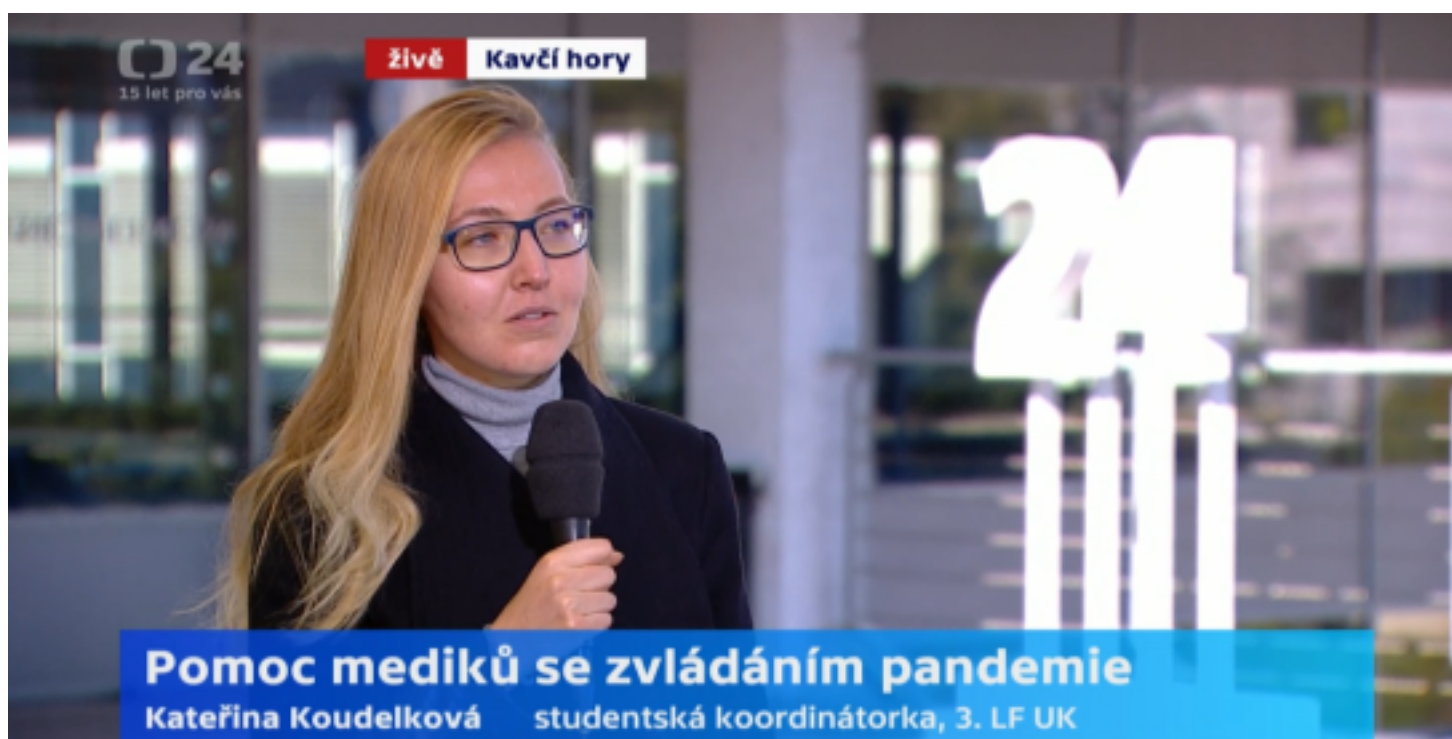 24
15 let pro vás
živě Kavčí hory
24
Pomoc mediků se zvládáním pandemie
Kateřina Koudelková studentská koordinátorka, 3. LF UK